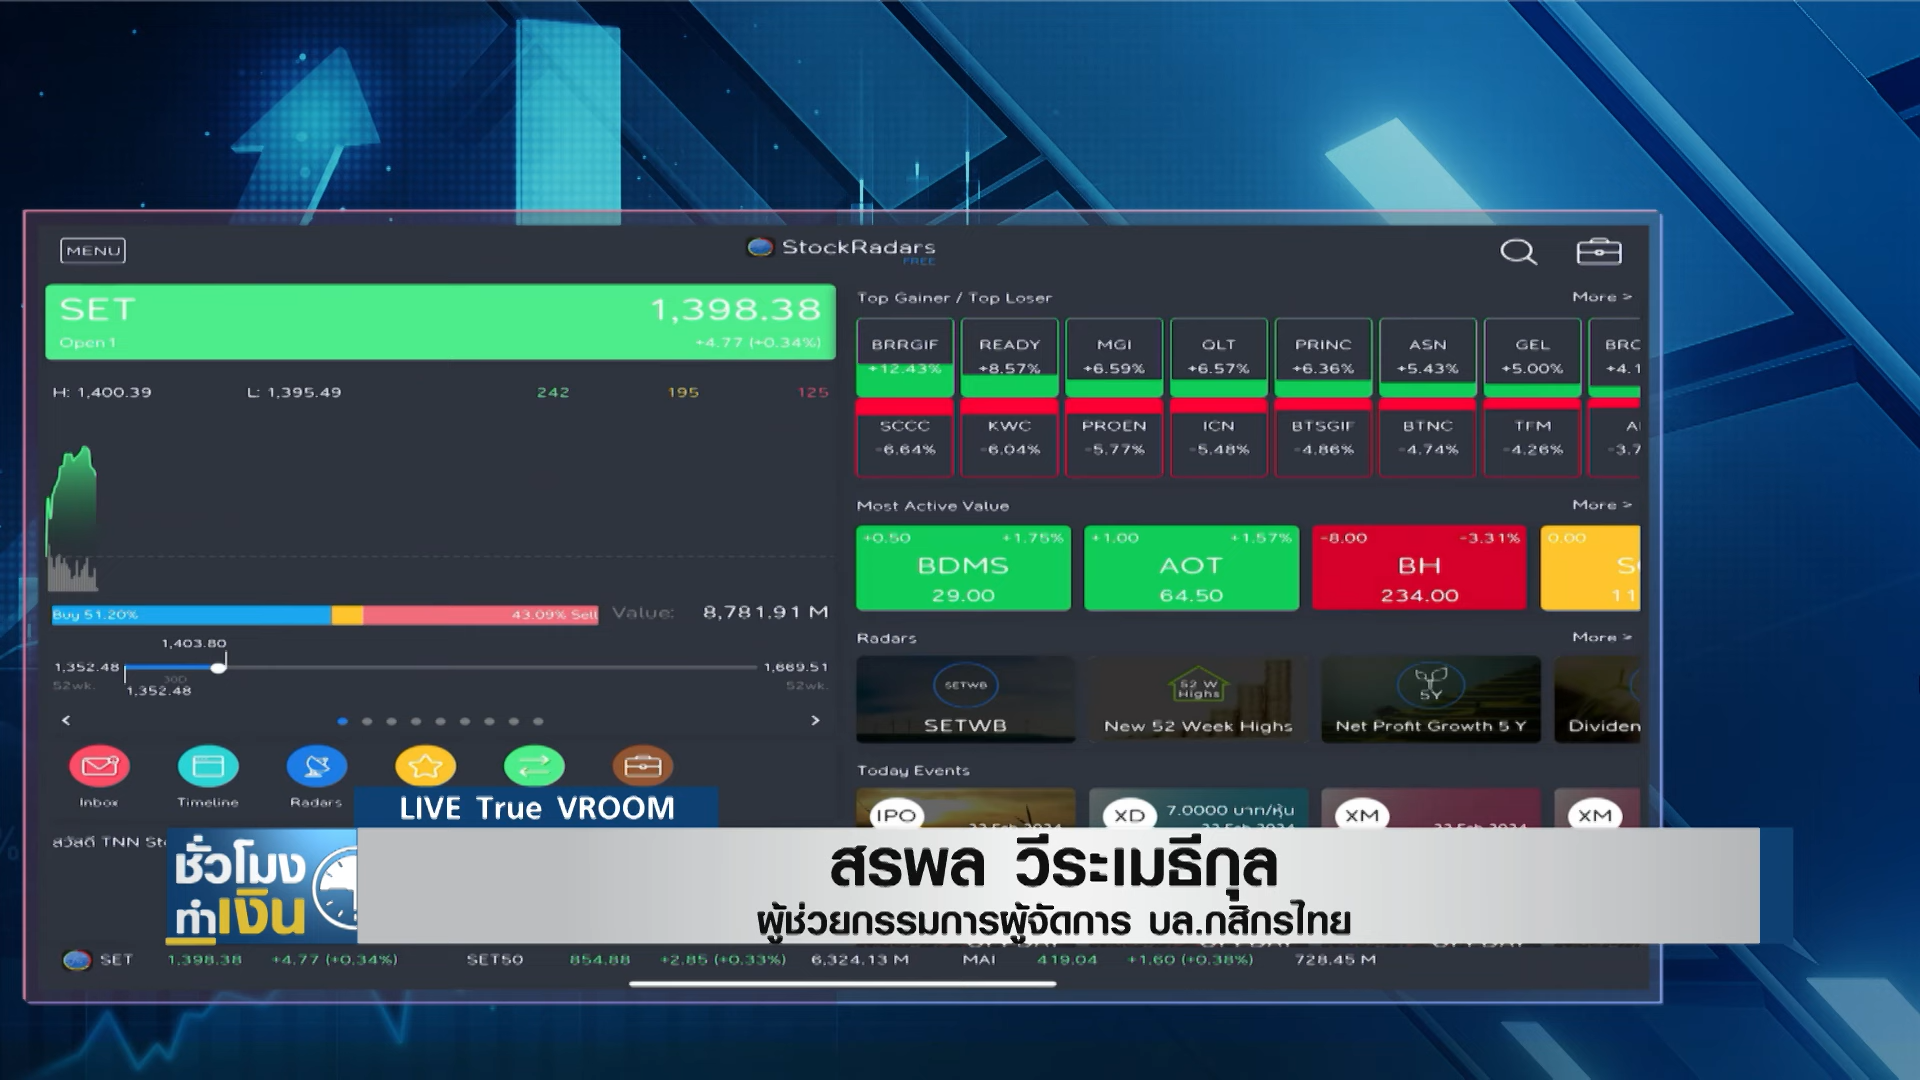 MENU
StockRadars
FREE
SET
1,398.38
Open1
+4.77 (+0.34%)
H: 1,400.39
L: 1,395.49
242
195
125
Buy 51.20%
43.09% Sell
Value:
8,781.91 M
1,403.80
1,352.48
1,669.51
52wk.
30D
52wk.
1,352.48
Inbox
Timeline
Radars
Top Gainer / Top Loser
More >
BRRGIF
READY
MGI
QLT
PRINC
ASN
GEL
+12.43%
+8.57%
+6.59%
+6.57%
+6.36%
+5.43%
+5.00%
SCCC
KWC
PROEN
ICN
BTSGIF
BTNC
TFM
-6.64%
-6.04%
-5.77%
-5.48%
-4.86%
-4.74%
-4.26%
Most Active Value
More >
+0.50 +1.75%
BDMS
29.00
+1.00 +1.57%
AOT
64.50
-8.00 -3.31%
BH
234.00
0.00
Radars
More >
SETWB
SETWB
52 W
Highs
New 52 Week Highs
5Y
Net Profit Growth 5 Y
Today Events
IPO
XD
7.0000 บาท/หุ้น
XM
XM
LIVE True VROOM
สวัสดี TNN
ชั่วโมง
ทำเงิน
สรพล วีระเมธีกุล
ผู้ช่วยกรรมการผู้จัดการ บล.กสิกรไทย
SET 1,398.38 +4.77 (+0.34%) SET50 854.88 +2.85 (+0.33%) 6,324.13 M MAI 419.04 +1.60 (+0.38%) 728.45 M